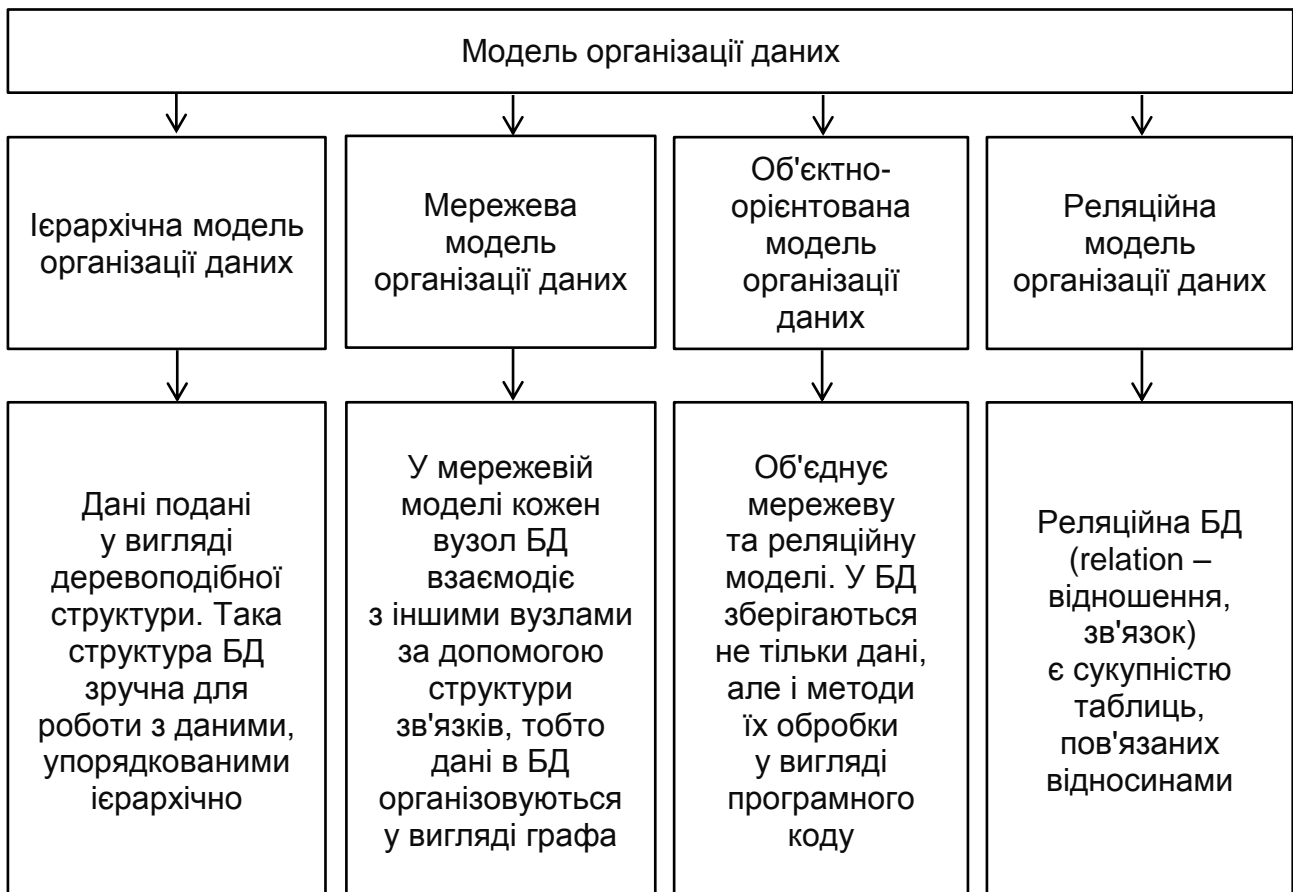 Модель організації даних
Ієрархічна модель
організації даних
Мережева
модель
організації даних
Об'єктно-
орієнтована
модель
організації
даних
Реляційна
модель
організації даних
Дані подані
у вигляді
деревоподібної
структури. Така
структура БД
зручна для
роботи з даними,
упорядкованими
ієрархічно
У мережевій
моделі кожен
вузол БД
взаємодіє
з іншими вузлами
за допомогою
структури
зв'язків, тобто
дані в БД
організовуються
у вигляді графа
Об'єднує
мережеву
та реляційну
моделі. У БД
зберігаються
не тільки дані,
але і методи
їх обробки
у вигляді
програмного
коду
Реляційна БД
(relation –
відношення,
зв'язок)
є сукупністю
таблиць,
пов'язаних
відносинами